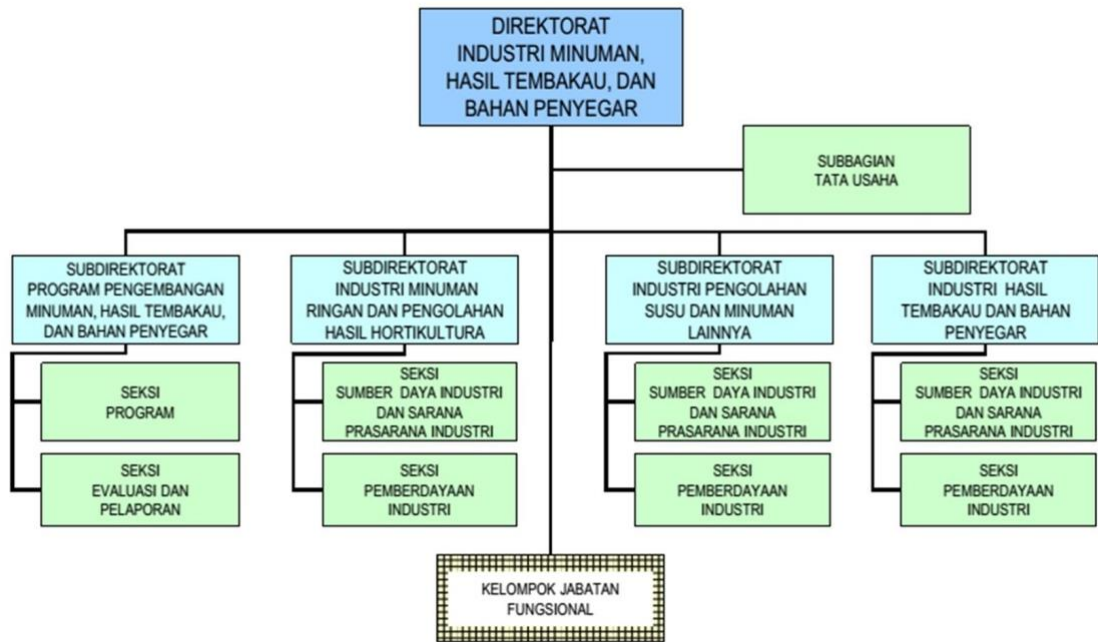 DIREKTORAT
INDUSTRI MINUMAN,
HASIL TEMBAKAU, DAN
BAHAN PENYEGAR
SUBBAGIAN
TATA USAHA
SUBDIREKTORAT
PROGRAM PENGEMBANGAN
MINUMAN, HASIL TEMBAKAU,
DAN BAHAN PENYEGAR
SUBDIREKTORAT
INDUSTRI MINUMAN
RINGAN DAN PENGOLAHAN
HASIL HORTIKULTURA
SUBDIREKTORAT
INDUSTRI PENGOLAHAN
SUSU DAN MINUMAN
LAINNYA
SUBDIREKTORAT
INDUSTRI HASIL
TEMBAKAU DAN BAHAN
PENYEGAR
SEKSI
PROGRAM
SEKSI
SUMBER DAYA INDUSTRI
DAN SARANA
PRASARANA INDUSTRI
SEKSI
SUMBER DAYA INDUSTRI
DAN SARANA
PRASARANA INDUSTRI
SEKSI
SUMBER DAYA INDUSTRI
DAN SARANA
PRASARANA INDUSTRI
SEKSI
EVALUASI DAN
PELAPORAN
SEKSI
PEMBERDAYAAN
INDUSTRI
SEKSI
PEMBERDAYAAN
INDUSTRI
SEKSI
PEMBERDAYAAN
INDUSTRI
KELOMPOK JABATAN
FUNGSIONAL